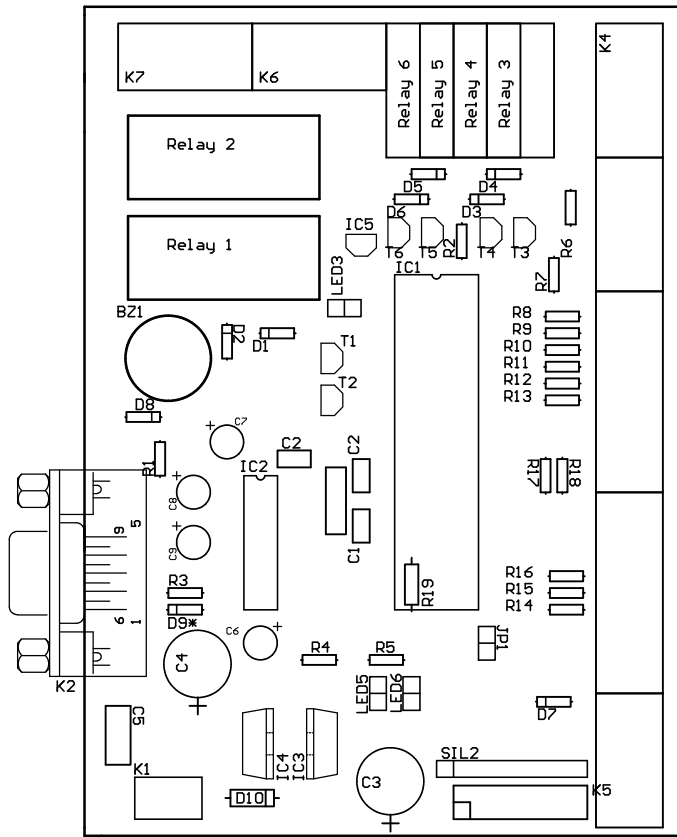 K7
K6
Relay 6
Relay 5
Relay 4
Relay 3
K4
Relay 2
D5
D4
D6
D3
IC5
T6
T5
R2
T4
T3
R6
Relay 1
LED3
IC1
R7
BZ1
D2
D1
R8
R9
R10
R11
R12
R13
T1
T2
D8
C7
R1
C2
C2
IC2
R17
R18
C8
9
5
C9
C1
R3
R16
R15
R14
R19
6
1
D9*
C6
C4
R4
R5
JP1
K2
LED5
LED6
C5
D7
IC4
IC3
SIL2
K1
C3
D10
K5